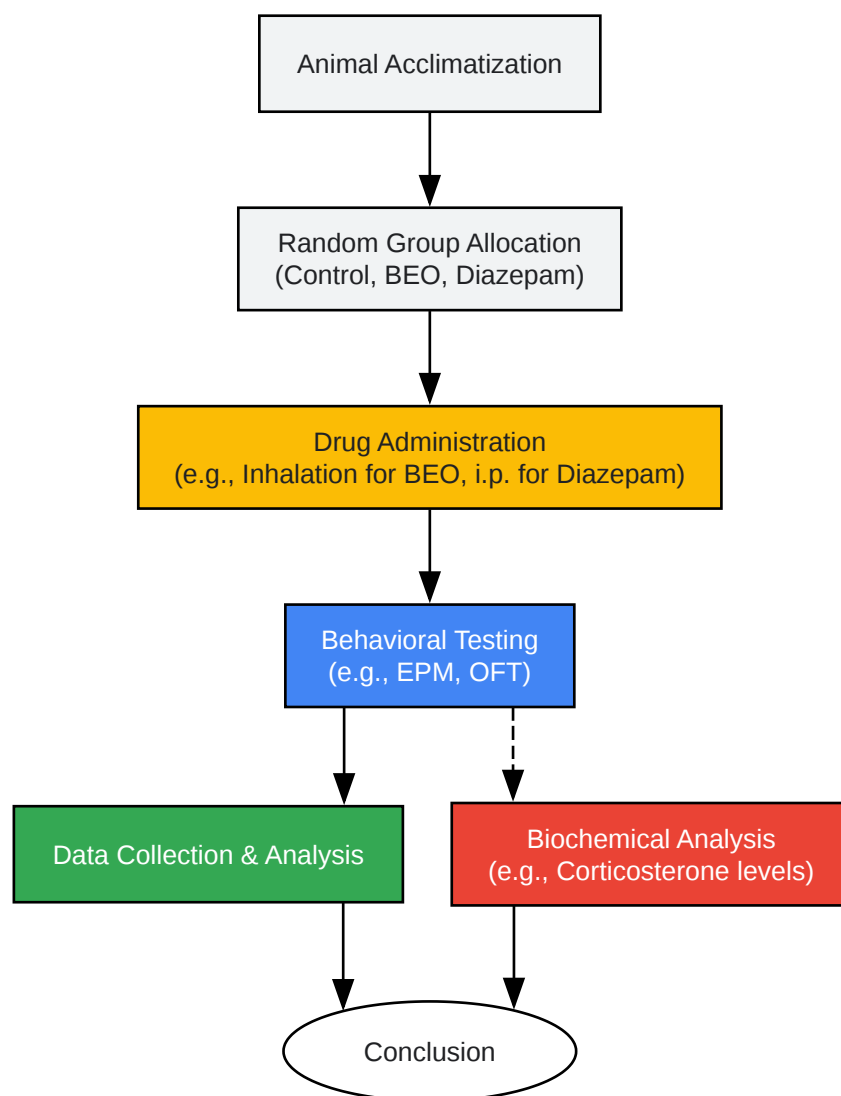 Animal Acclimatization
Random Group Allocation
(Control, BEO, Diazepam)
Drug Administration
(e.g., Inhalation for BEO, i.p. for Diazepam)
Behavioral Testing
(e.g., EPM, OFT)
Data Collection & Analysis
Biochemical Analysis
(e.g., Corticosterone levels)
Conclusion